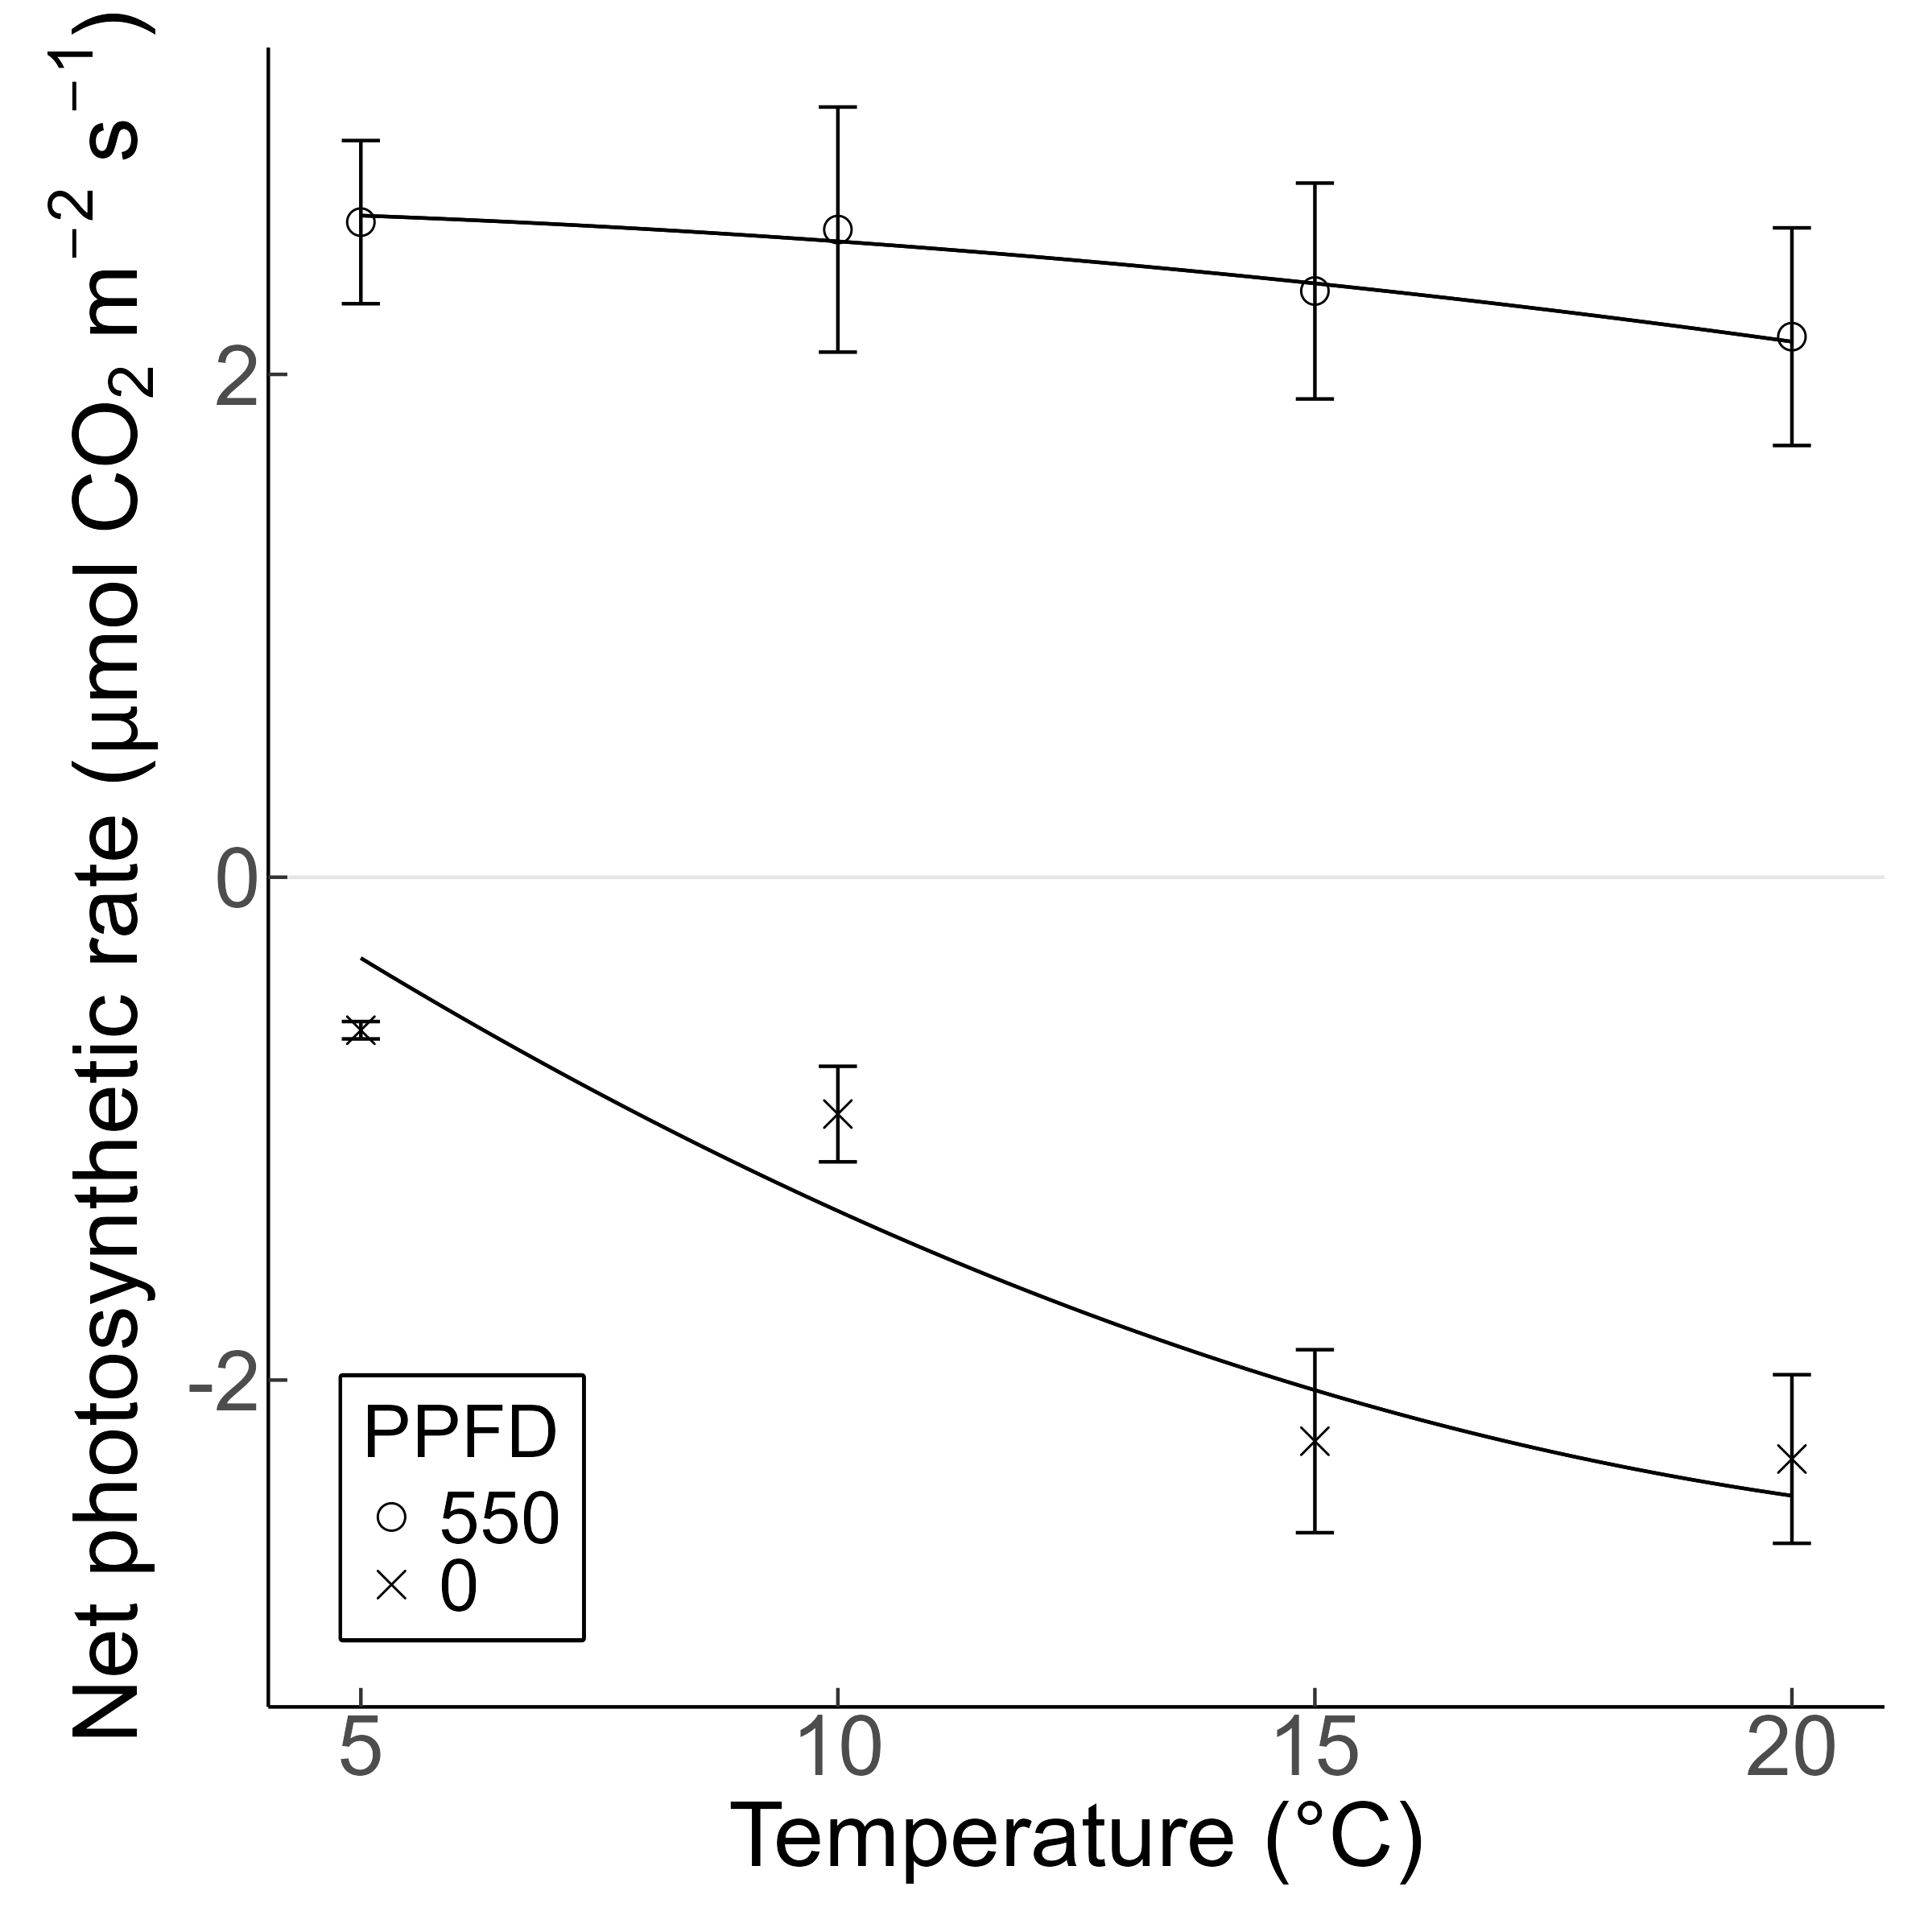 Net photosynthetic rate (µmol CO₂ m⁻² s⁻¹)
2
0
-2
PPFD
550
0
5 10 15 20
Temperature (°C)